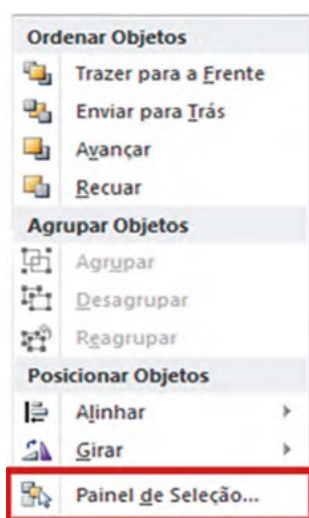 Ordenar Objetos
Trazer para a Frente
Enviar para Trás
Avançar
Recuar
Agrupar Objetos
Agrupar
Desagrupar
Reagrupar
Posicionar Objetos
Alinhar
Girar
Painel de Seleção...